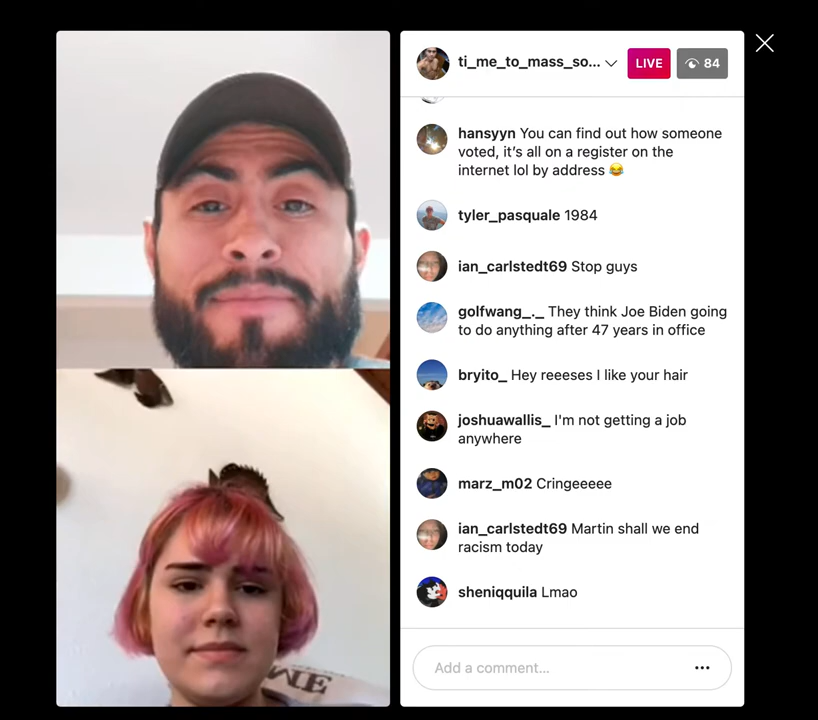 ti_me_to_mass_so...
LIVE
84
hansyyn You can find out how someone
voted, it's all on a register on the
internet lol by address 😂
tyler_pasquale 1984
ian_carlstedt69 Stop guys
golfwang_._ They think Joe Biden going
to do anything after 47 years in office
bryito_ Hey reeeses I like your hair
joshuawallis_ I'm not getting a job
anywhere
marz_m02 Cringeeeee
ian_carlstedt69 Martin shall we end
racism today
sheniqquila Lmao
Add a comment...